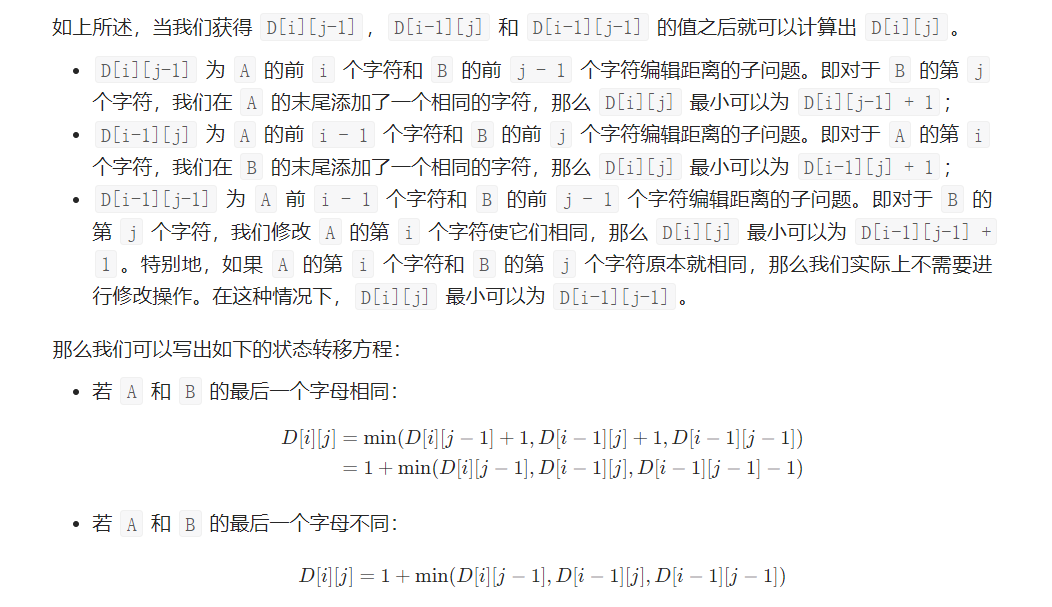 如上所述，当我们获得 D[i][j-1] ， D[i-1][j] 和 D[i-1][j-1] 的值之后就可以计算出 D[i][j] 。
• D[i][j-1] 为 A 的前 i 个字符和 B 的前 j - 1 个字符编辑距离的子问题。即对于 B 的第 j
个字符，我们在 A 的末尾添加了一个相同的字符，那么 D[i][j] 最小可以为 D[i][j-1] + 1 ；
• D[i-1][j] 为 A 的前 i - 1 个字符和 B 的前 j 个字符编辑距离的子问题。即对于 A 的第 i
个字符，我们在 B 的末尾添加了一个相同的字符，那么 D[i][j] 最小可以为 D[i-1][j] + 1 ；
• D[i-1][j-1] 为 A 前 i - 1 个字符和 B 的前 j - 1 个字符编辑距离的子问题。即对于 B 的
第 j 个字符，我们修改 A 的第 i 个字符使它们相同，那么 D[i][j] 最小可以为 D[i-1][j-1] +
1 。特别地，如果 A 的第 i 个字符和 B 的第 j 个字符原本就相同，那么我们实际上不需要进
行修改操作。在这种情况下， D[i][j] 最小可以为 D[i-1][j-1] 。
那么我们可以写出如下的状态转移方程：
• 若 A 和 B 的最后一个字母相同：
D[i][j] = min(D[i][j − 1] + 1, D[i − 1][j] + 1, D[i − 1][j − 1])
= 1 + min(D[i][j − 1], D[i − 1][j], D[i − 1][j − 1] − 1)
• 若 A 和 B 的最后一个字母不同：
D[i][j] = 1 + min(D[i][j − 1], D[i − 1][j], D[i − 1][j − 1])